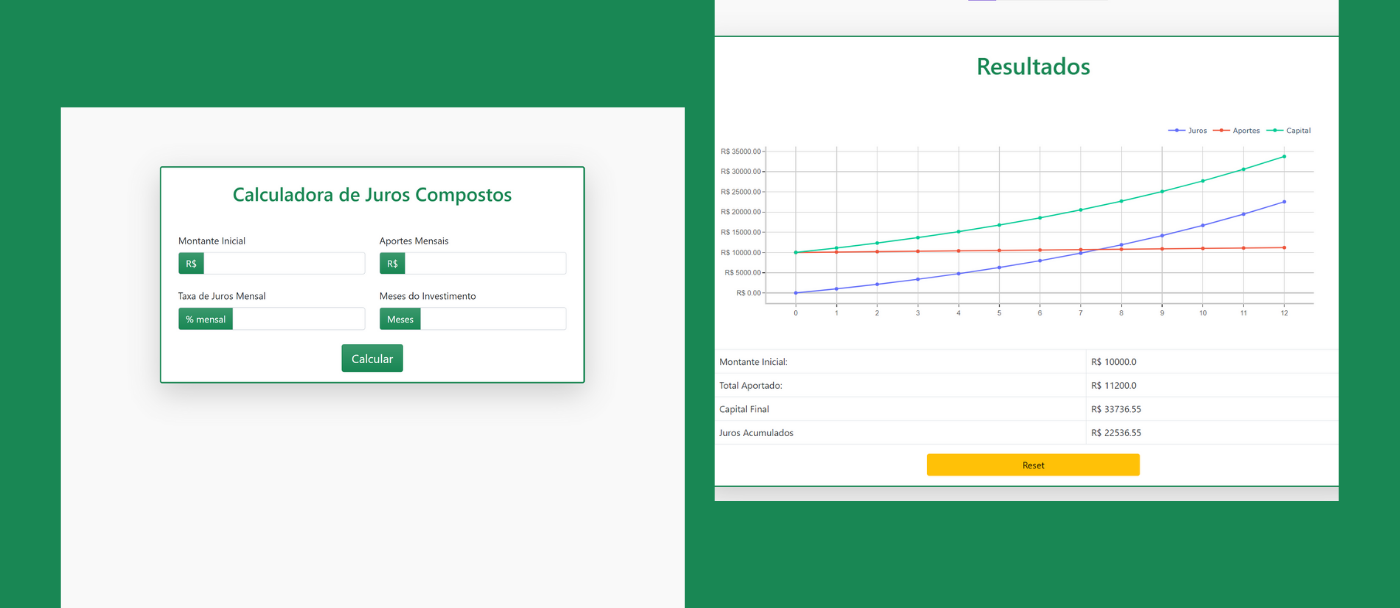 Calculadora de Juros Compostos
Montante Inicial
Aportes Mensais
R$
R$
Taxa de Juros Mensal
Meses do Investimento
% mensal
Meses
Calcular
Resultados
Juros Aportes Capital
R$ 35000.00
R$ 30000.00
R$ 25000.00
R$ 20000.00
R$ 15000.00
R$ 10000.00
R$ 5000.00
R$ 0.00
0 1 2 3 4 5 6 7 8 9 10 11 12
Montante Inicial: R$ 10000.0
Total Aportado: R$ 11200.0
Capital Final R$ 33736.55
Juros Acumulados R$ 22536.55
Reset